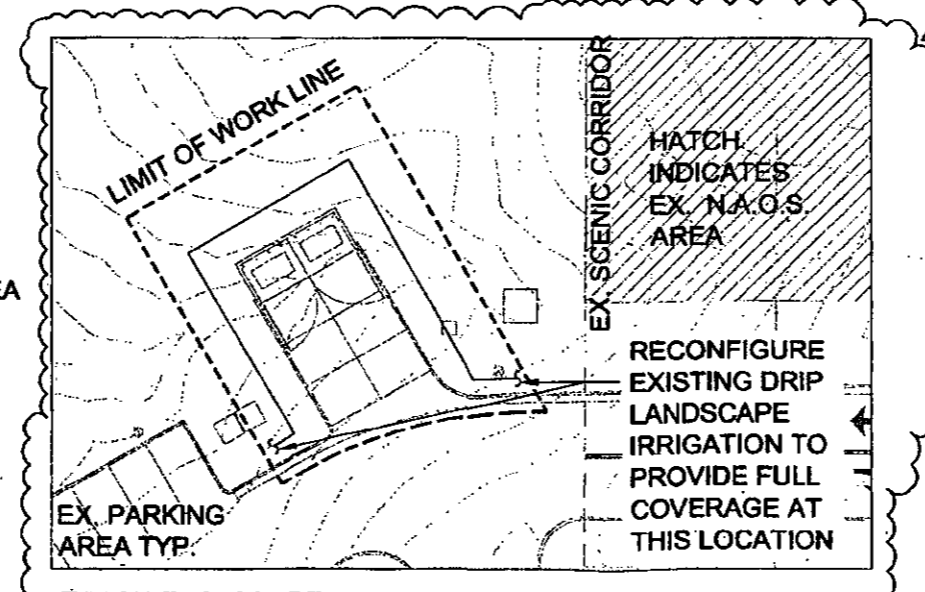 LIMIT OF WORK LINE
EX. SCENIC CORRIDOR
HATCH
INDICATES
EX. N.A.O.S.
AREA
RECONFIGURE
EXISTING DRIP
LANDSCAPE
IRRIGATION TO
PROVIDE FULL
COVERAGE AT
THIS LOCATION
EX. PARKING
AREA TYP.